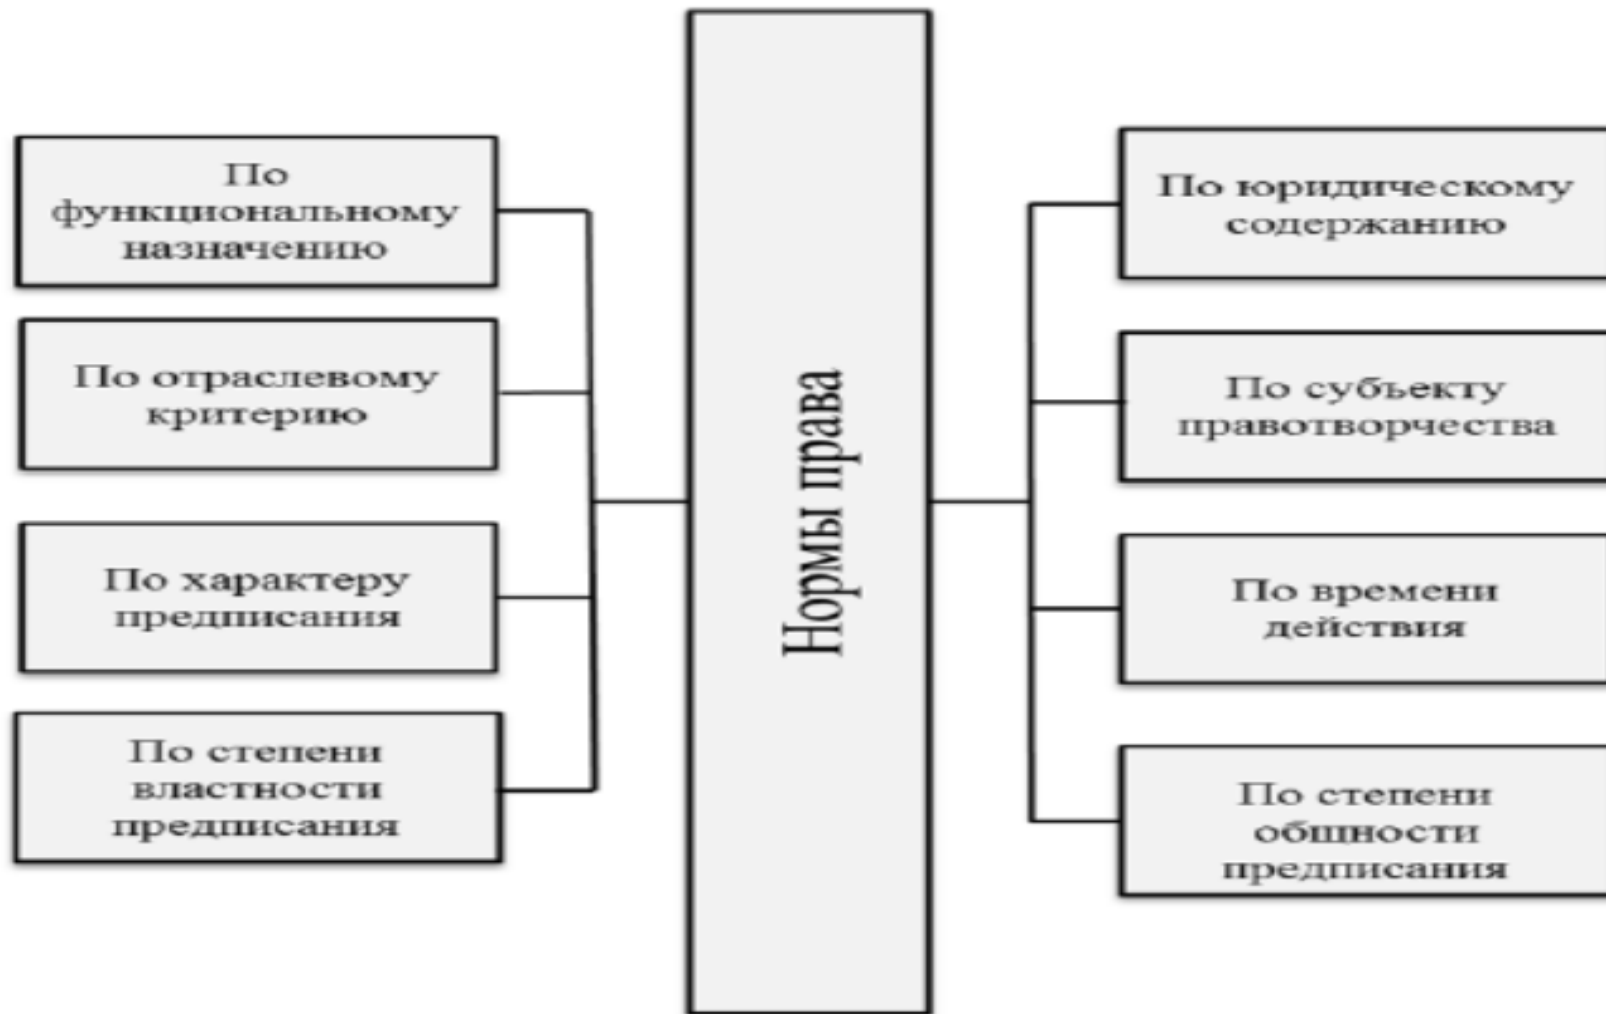 По
функциональному
назначению
По отраслевому
критерию
По характеру
предписания
По степени
властности
предписания
Нормы права
По юридическому
содержанию
По субъекту
правотворчества
По времени
действия
По степени
общности
предписания